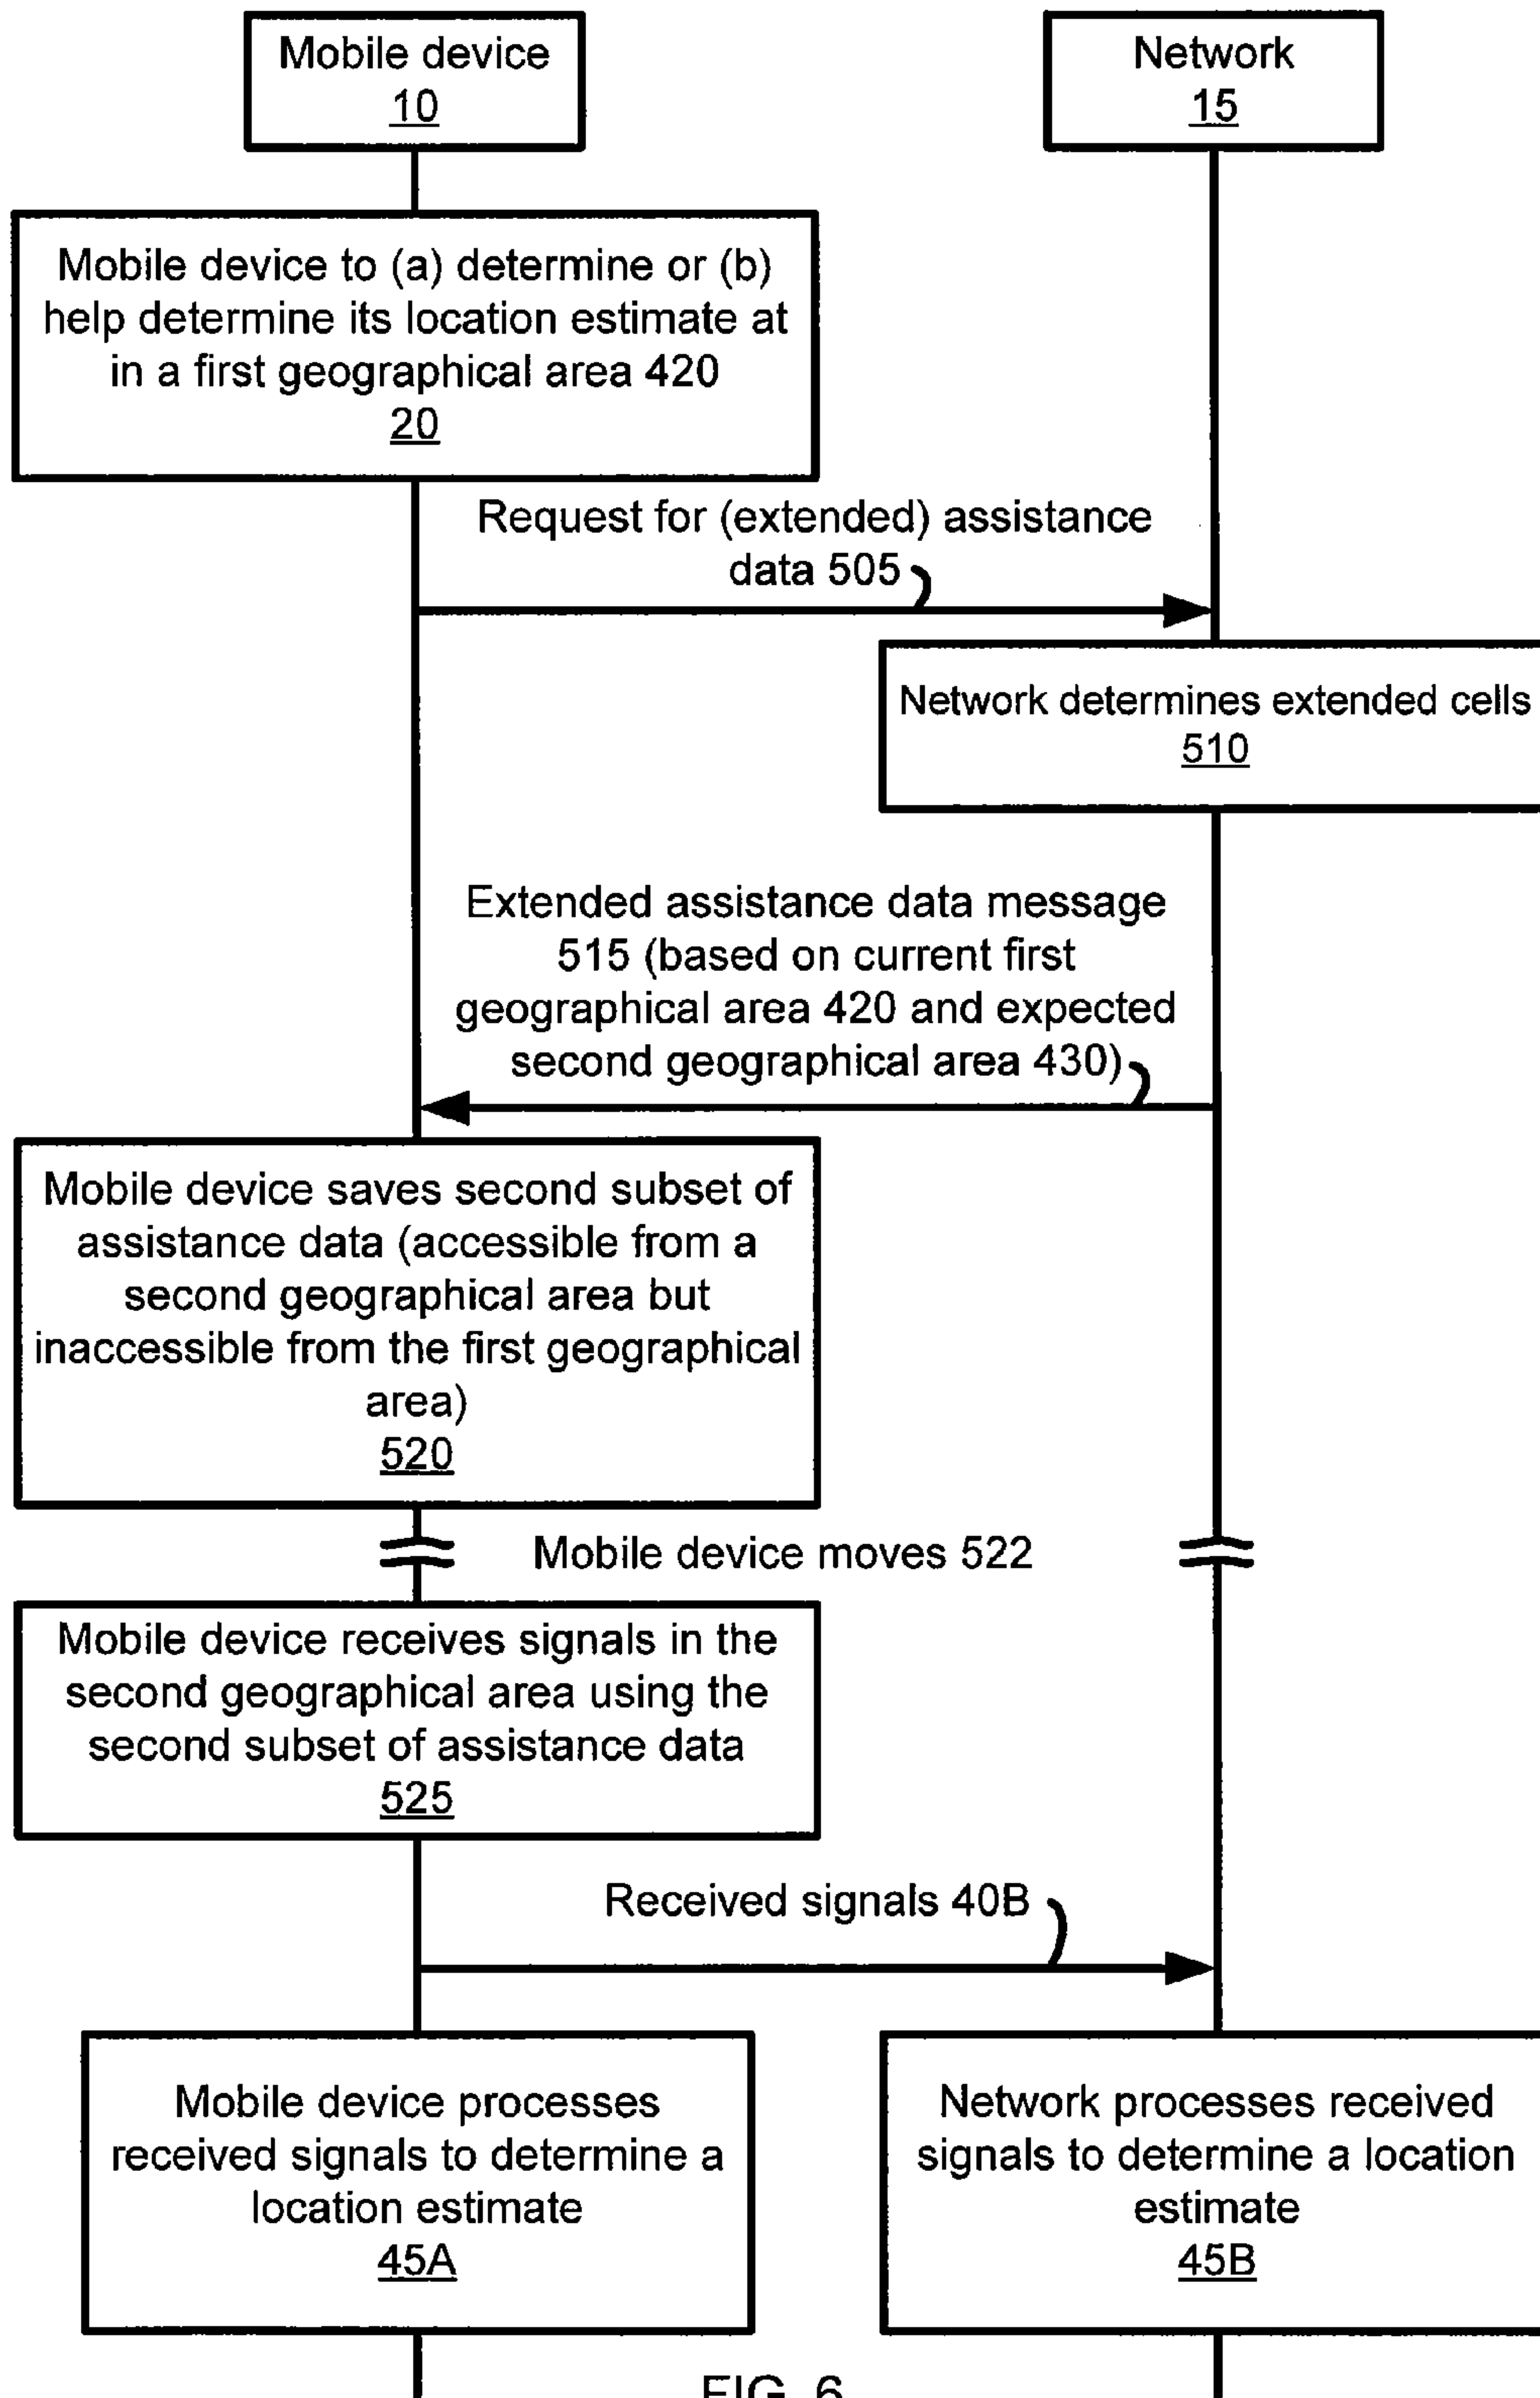 Mobile device
10
Network
15
Mobile device to (a) determine or (b)
help determine its location estimate at
in a first geographical area 420
20
Request for (extended) assistance
data 505
Network determines extended cells
510
Extended assistance data message
515 (based on current first
geographical area 420 and expected
second geographical area 430)
Mobile device saves second subset of
assistance data (accessible from a
second geographical area but
inaccessible from the first geographical
area)
520
Mobile device moves 522
Mobile device receives signals in the
second geographical area using the
second subset of assistance data
525
Received signals 40B
Mobile device processes
received signals to determine a
location estimate
45A
Network processes received
signals to determine a location
estimate
45B
FIG. 6